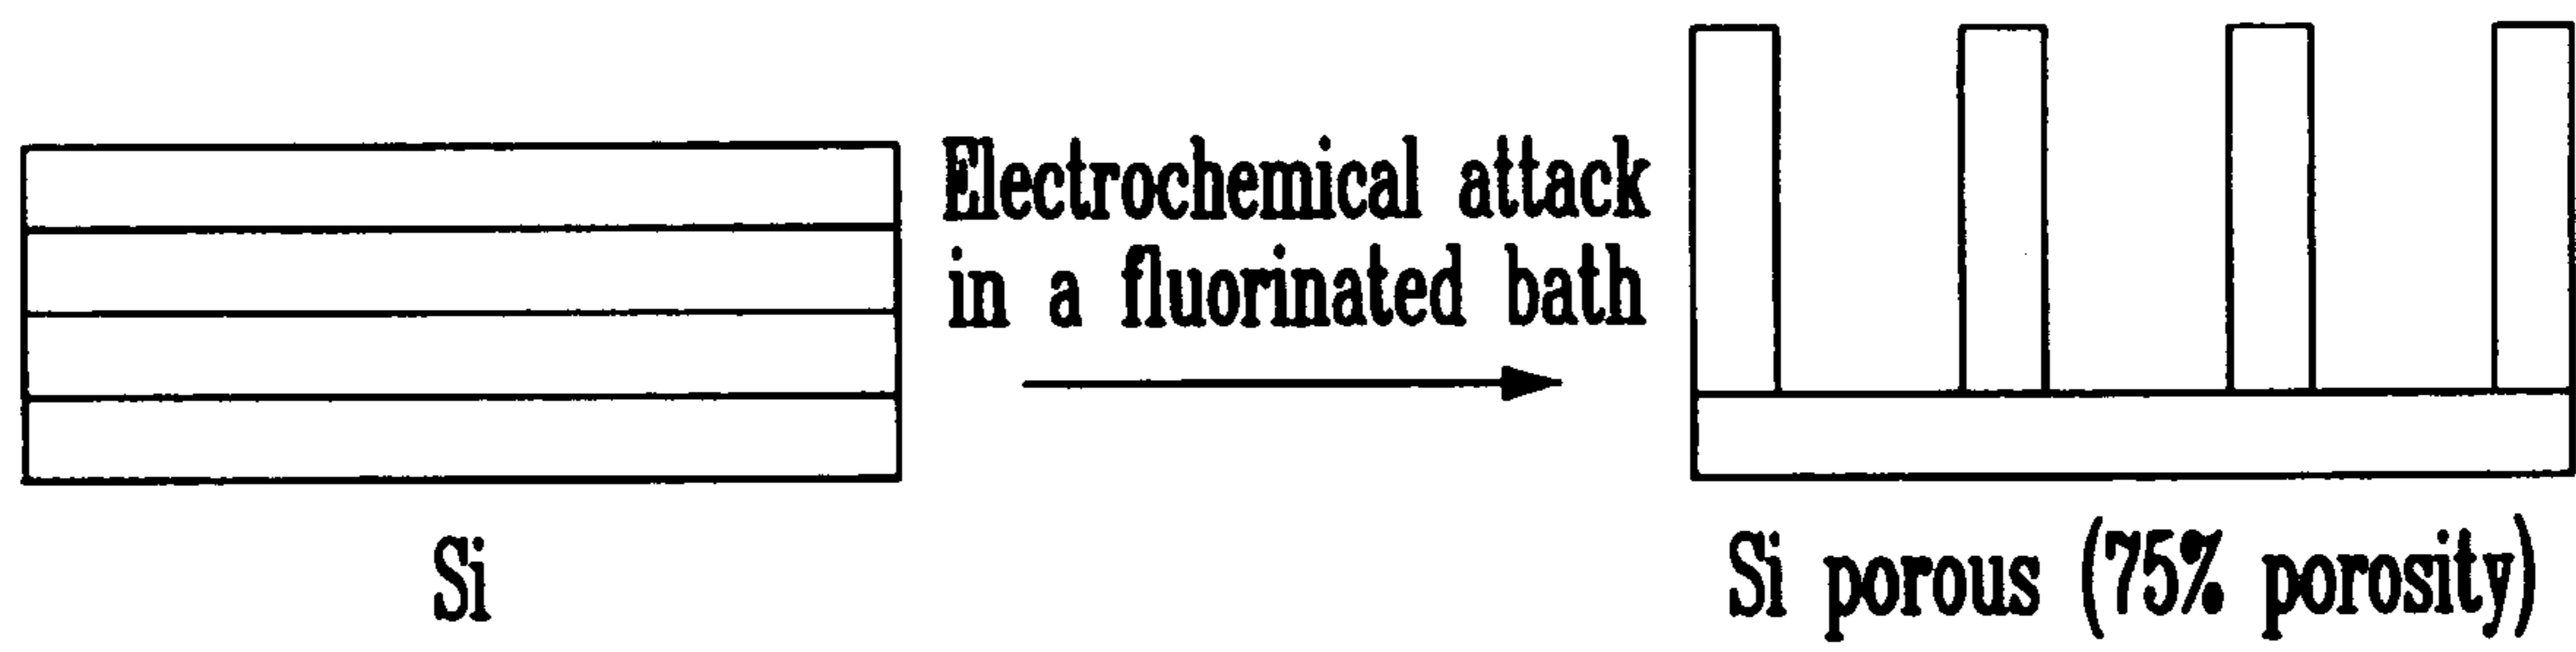 Electrochemical attack
in a fluorinated bath
Si
Si porous (75% porosity)